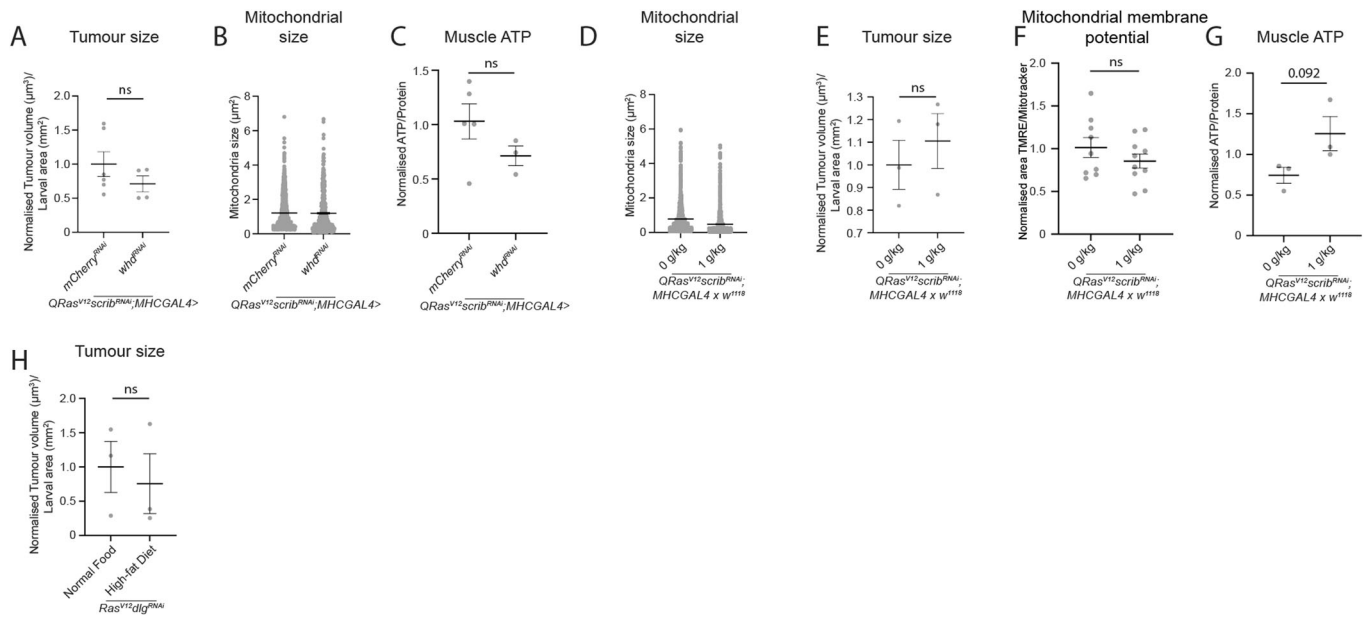 A
Tumour size
Normalised Tumour volume (µm³)/
Larval area (mm²)
2.0
1.5
1.0
0.5
0
ns
mCherryᴿᴺᴬⁱ
whdᴿᴺᴬⁱ
QRasⱽ¹²scribᴿᴺᴬⁱ;MHCGAL4>
B
Mitochondrial
size
Mitochondria size (µm²)
8
6
4
2
0
mCherryᴿᴺᴬⁱ
whdᴿᴺᴬⁱ
QRasⱽ¹²scribᴿᴺᴬⁱ;MHCGAL4>
C
Muscle ATP
Normalised ATP/Protein
1.5
1.0
0.5
0
ns
mCherryᴿᴺᴬⁱ
whdᴿᴺᴬⁱ
QRasⱽ¹²scribᴿᴺᴬⁱ;MHCGAL4>
D
Mitochondrial
size
Mitochondria size (µm²)
8
6
4
2
0
0 g/kg
1 g/kg
QRasⱽ¹²scribᴿᴺᴬⁱ;
MHCGAL4 x w¹¹¹⁸
E
Tumour size
Normalised Tumour volume (µm³)/
Larval area (mm²)
1.3
1.2
1.1
1.0
0.9
0.8
0.7
ns
0 g/kg
1 g/kg
QRasⱽ¹²scribᴿᴺᴬⁱ;
MHCGAL4 x w¹¹¹⁸
F
Mitochondrial membrane
potential
Normalised area TMRE/Mitotracker
2.0
1.5
1.0
0.5
0
ns
0 g/kg
1 g/kg
QRasⱽ¹²scribᴿᴺᴬⁱ;
MHCGAL4 x w¹¹¹⁸
G
Muscle ATP
Normalised ATP/Protein
2.0
1.5
1.0
0.5
0
0.092
0 g/kg
1 g/kg
QRasⱽ¹²scribᴿᴺᴬⁱ;
MHCGAL4 x w¹¹¹⁸
H
Tumour size
Normalised Tumour volume (µm³)/
Larval area (mm²)
2.0
1.5
1.0
0.5
0
ns
Normal Food
High-fat Diet
Rasⱽ¹²dlgᴿᴺᴬⁱ